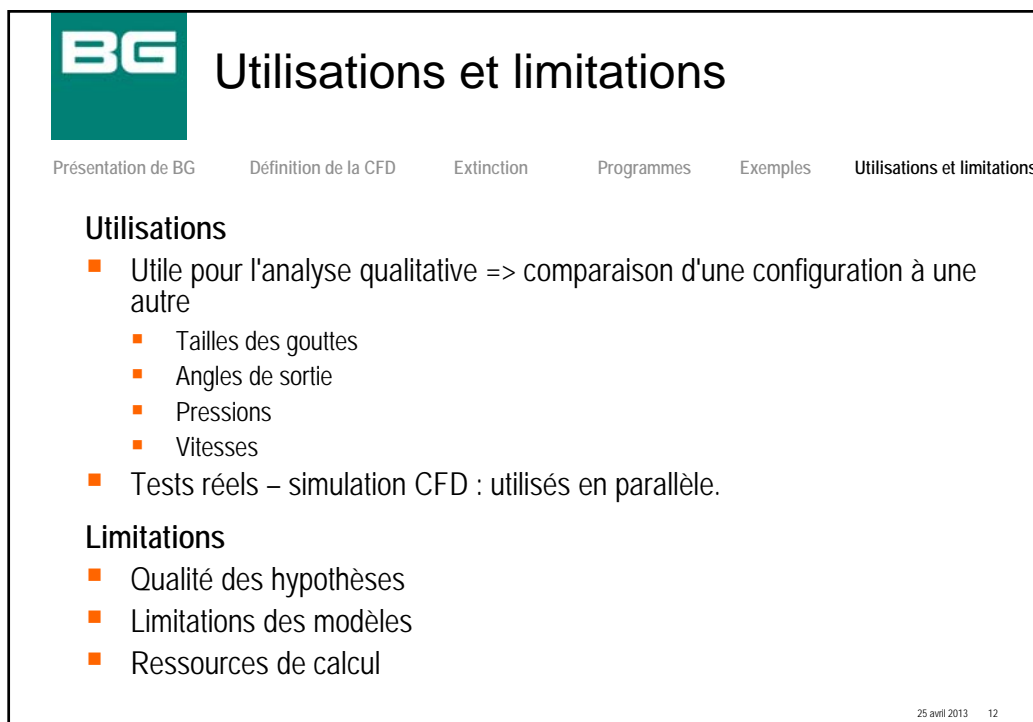 BG
Utilisations et limitations
Présentation de BG Définition de la CFD Extinction Programmes Exemples Utilisations et limitations
Utilisations
Utile pour l'analyse qualitative => comparaison d'une configuration à une
autre
Tailles des gouttes
Angles de sortie
Pressions
Vitesses
Tests réels – simulation CFD : utilisés en parallèle.
Limitations
Qualité des hypothèses
Limitations des modèles
Ressources de calcul
25 avril 2013 12